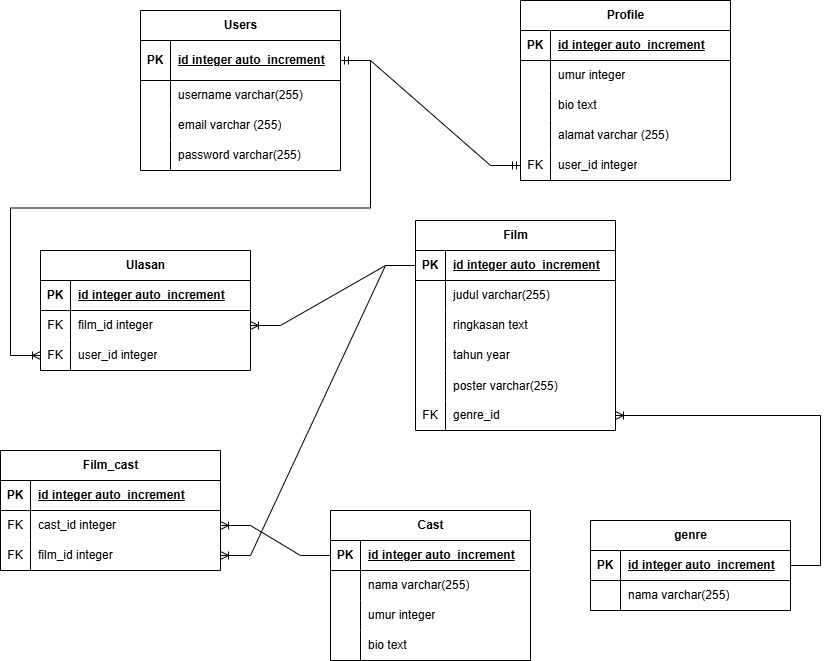 Users
PK id integer auto_increment
username varchar(255)
email varchar (255)
password varchar(255)
Profile
PK id integer auto_increment
umur integer
bio text
alamat varchar (255)
FK user_id integer
Ulasan
PK id integer auto_increment
FK film_id integer
FK user_id integer
Film
PK id integer auto_increment
judul varchar(255)
ringkasan text
tahun year
poster varchar(255)
FK genre_id
Film_cast
PK id integer auto_increment
FK cast_id integer
FK film_id integer
Cast
PK id integer auto_increment
nama varchar(255)
umur integer
bio text
genre
PK id integer auto_increment
nama varchar(255)